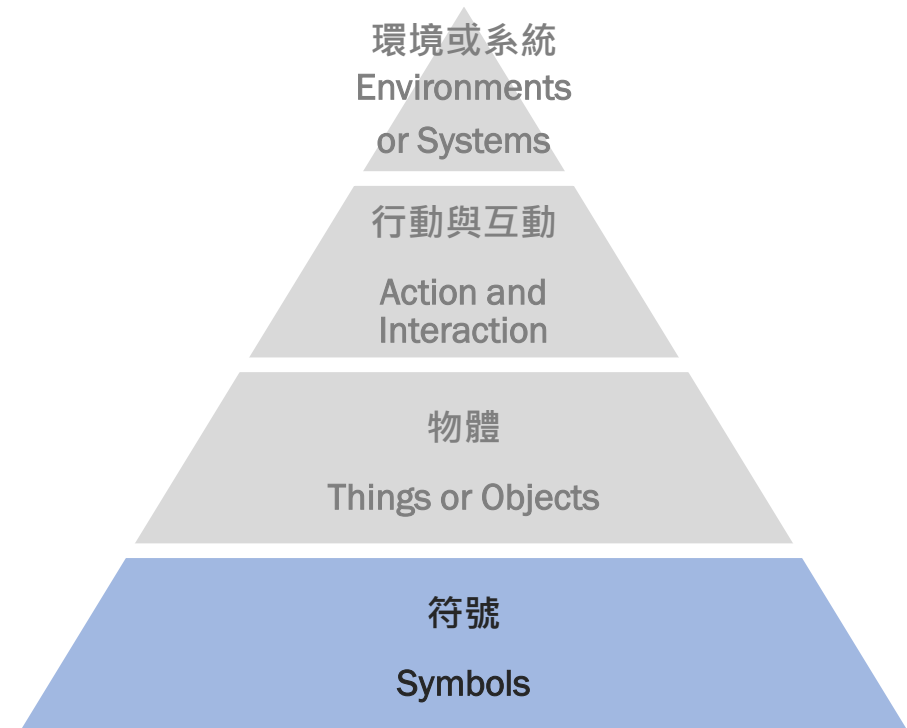 環境或系統
Environments
or Systems
行動與互動
Action and
Interaction
物體
Things or Objects
符號
Symbols